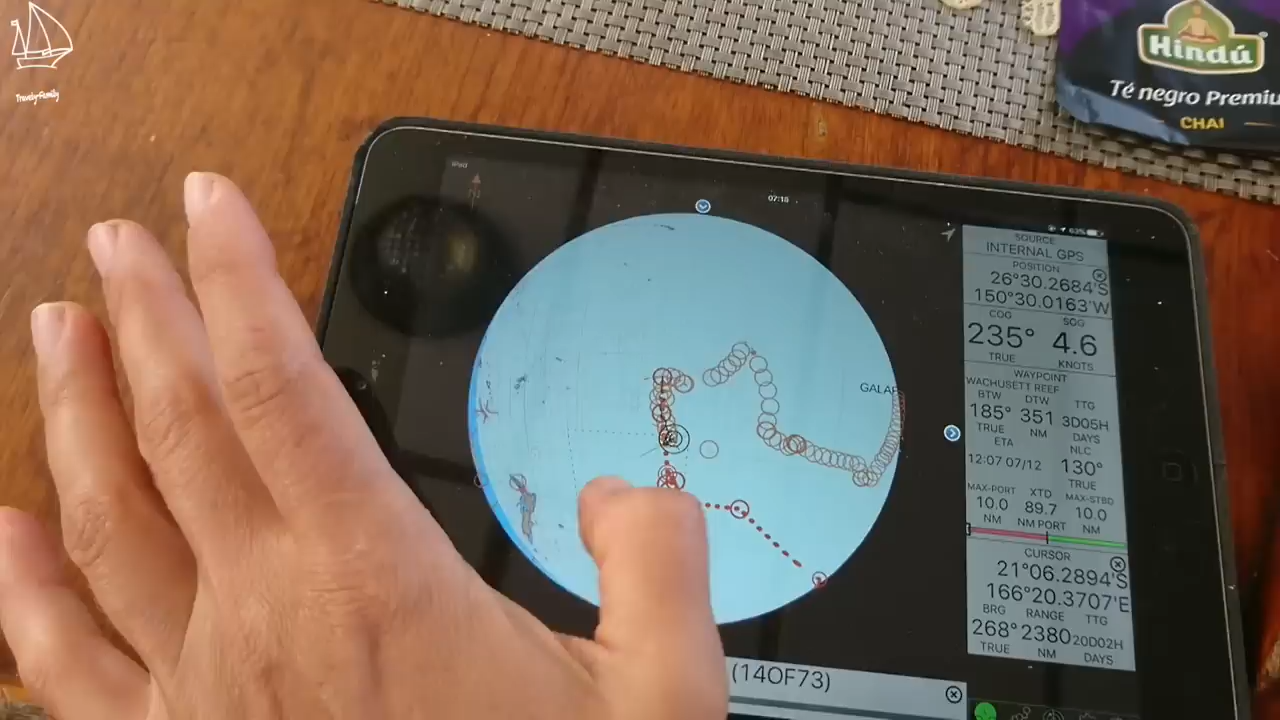 Traveler Family
Hindú
Té negro Premiu
CHAI
iPad
07:18
63%
GALAP
SOURCE
INTERNAL GPS
POSITION
26°30.2684'S
150°30.0163'W
COG SOG
235° 4.6
TRUE KNOTS
WAYPOINT
WACHUSETT REEF
BTW DTW TTG
185° 351 3D05H
TRUE NM DAYS
ETA NLC
12:07 07/12 130°
TRUE
MAX-PORT XTD MAX-STBD
10.0 89.7 10.0
NM NM PORT NM
CURSOR
21°06.2894'S
166°20.3707'E
BRG RANGE TTG
268° 2380 20D02H
TRUE NM DAYS
(14OF73)